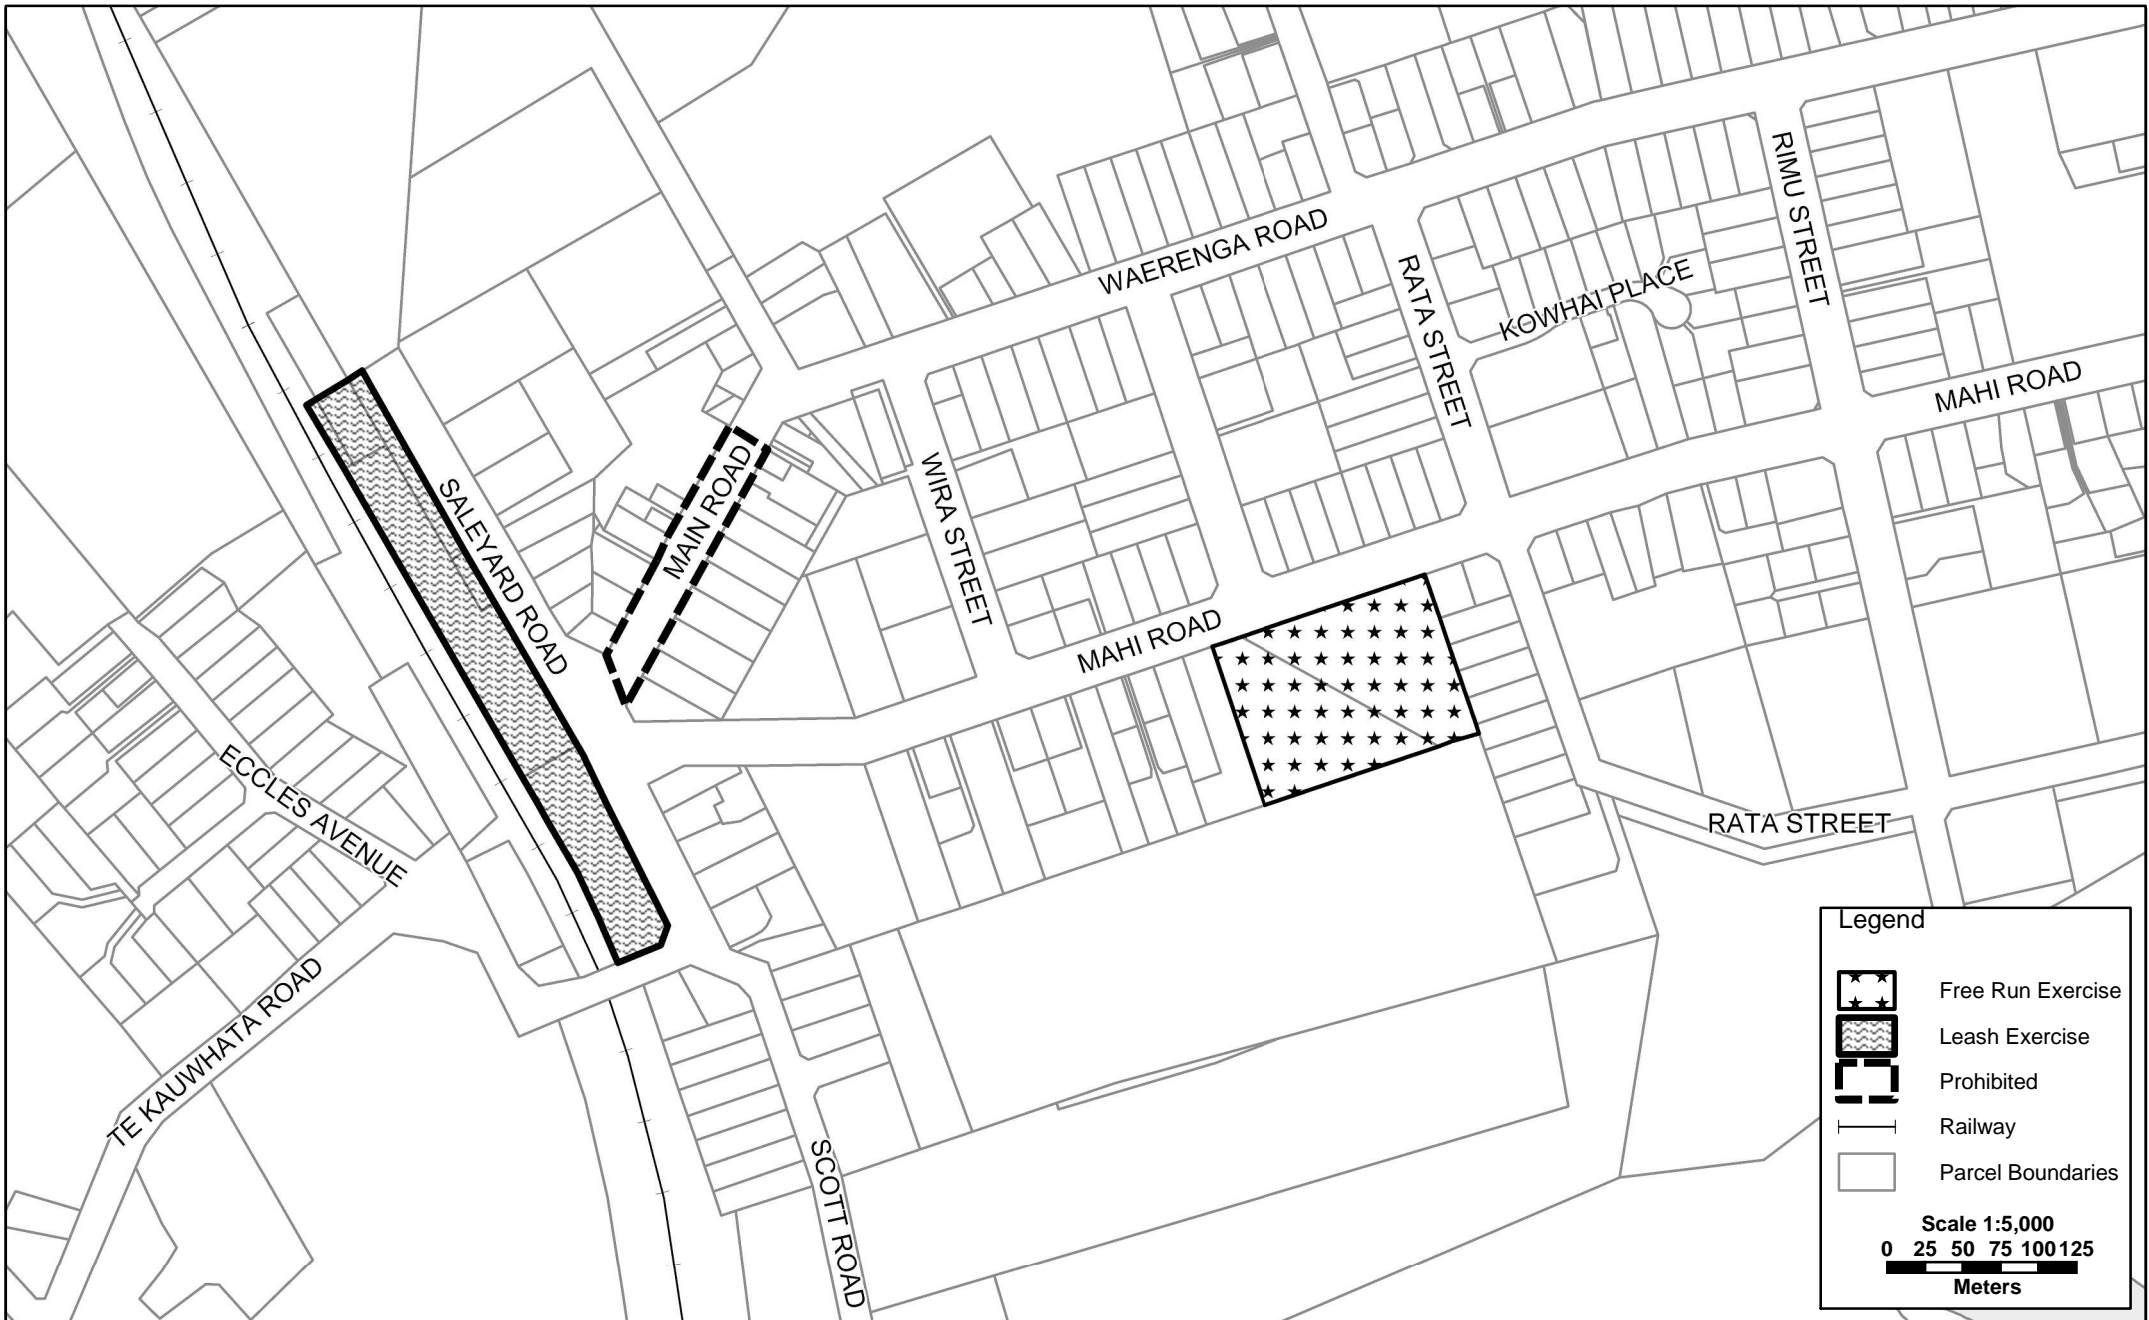 RIMU STREET
WAERENGA ROAD
RATA STREET
KOWHAI PLACE
MAHI ROAD
MAIN ROAD
WIRA STREET
SALEYARD ROAD
MAHI ROAD
ECCLES AVENUE
RATA STREET
TE KAUWHATA ROAD
SCOTT ROAD
Legend
Free Run Exercise
Leash Exercise
Prohibited
Railway
Parcel Boundaries
Scale 1:5,000
0 25 50 75 100 125
Meters